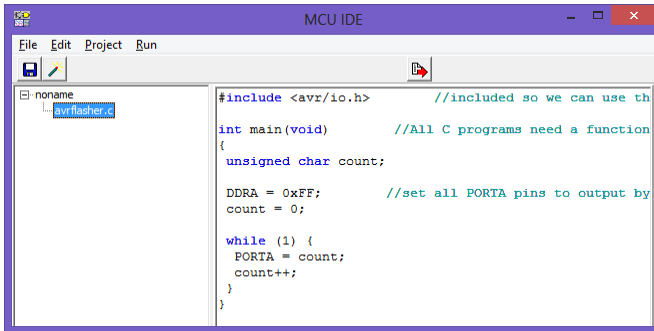 MCU IDE
File Edit Project Run
noname
avrflasher.c
#include <avr/io.h> //included so we can use th
int main(void) //All C programs need a function
{
unsigned char count;
DDRA = 0xFF; //set all PORTA pins to output by
count = 0;
while (1) {
PORTA = count;
count++;
}
}